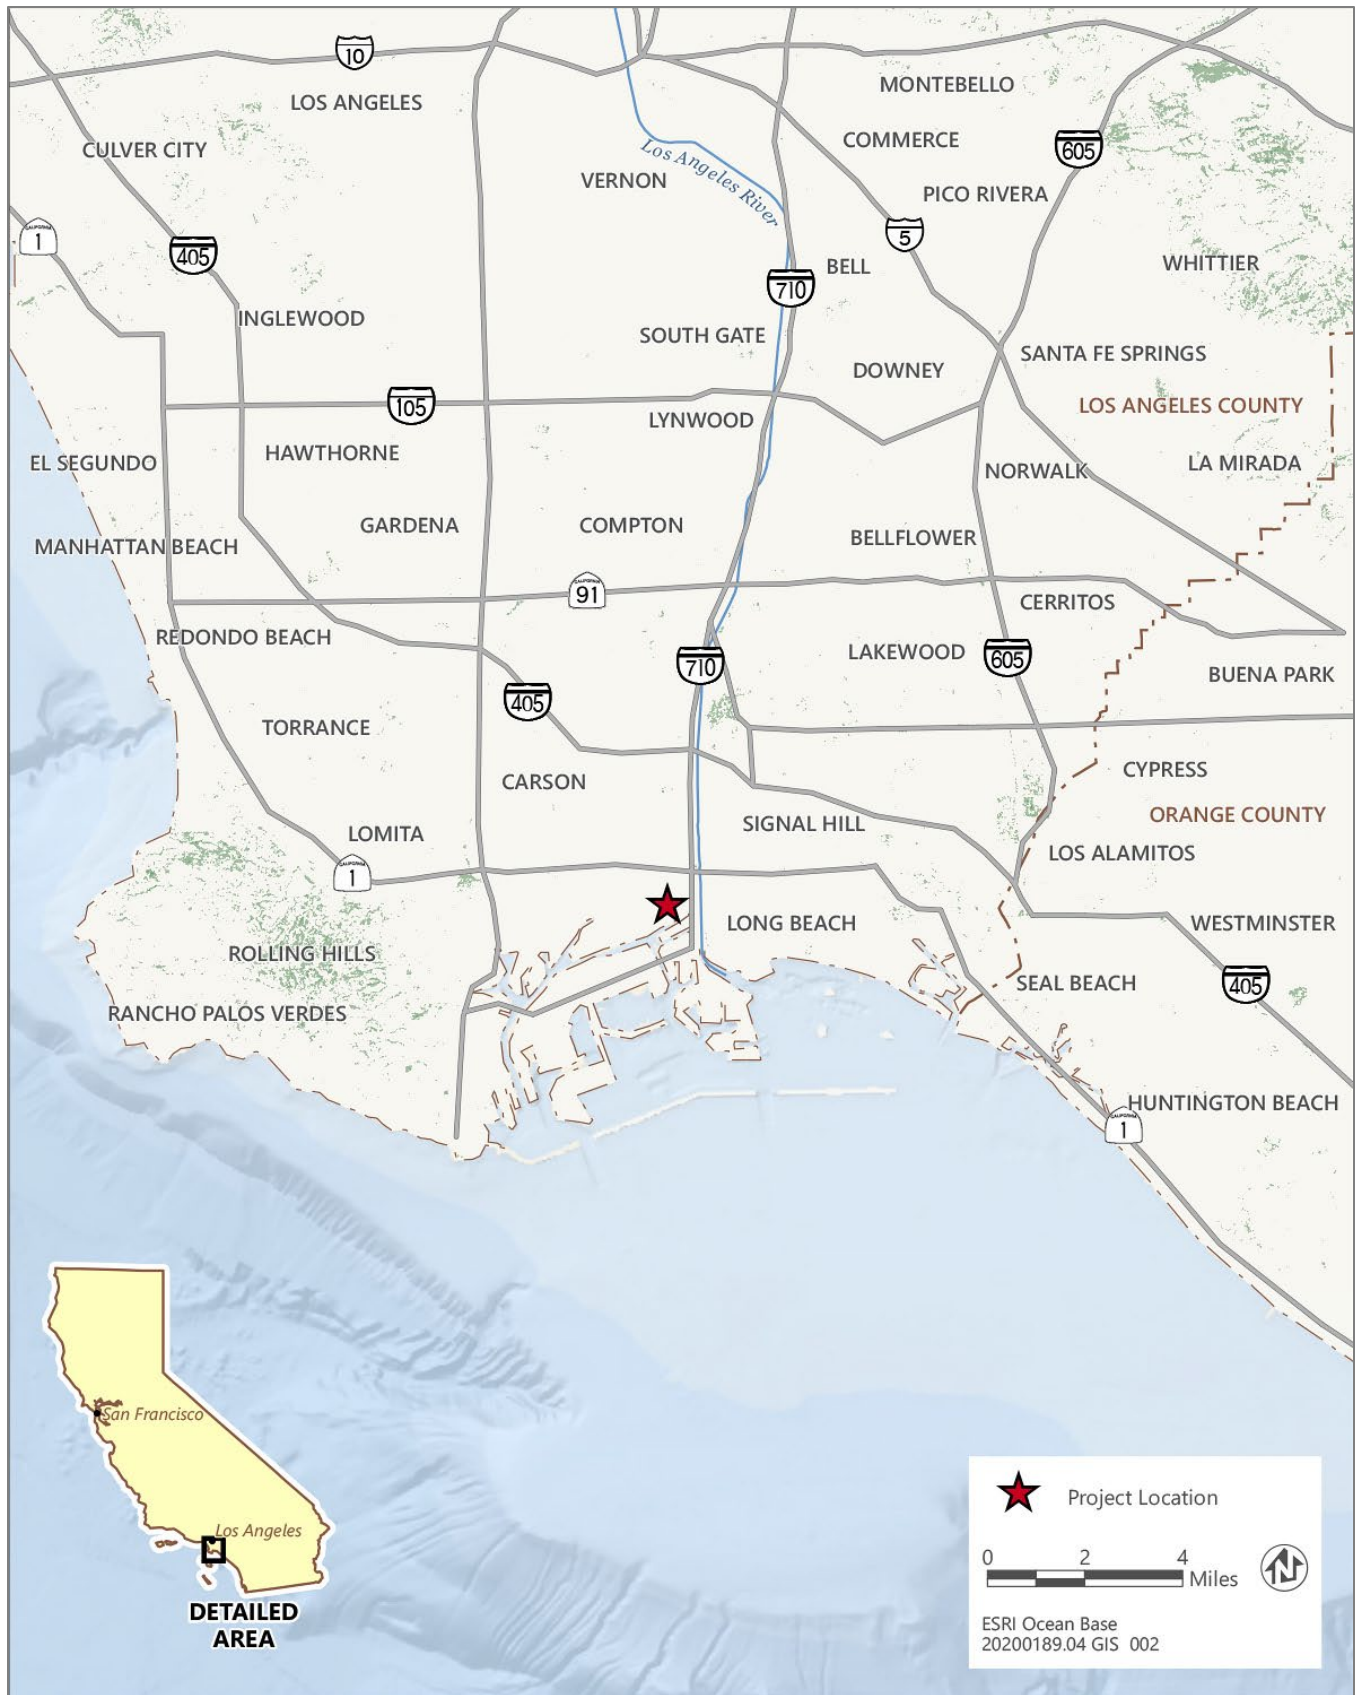 10
LOS ANGELES
MONTEBELLO
CULVER CITY
COMMERCE
605
Los Angeles River
VERNON
PICO RIVERA
CALIFORNIA
1
405
5
BELL
WHITTIER
710
INGLEWOOD
SOUTH GATE
SANTA FE SPRINGS
DOWNEY
105
LOS ANGELES COUNTY
LYNWOOD
HAWTHORNE
EL SEGUNDO
NORWALK
LA MIRADA
GARDENA
COMPTON
BELLFLOWER
MANHATTAN BEACH
CALIFORNIA
91
CERRITOS
REDONDO BEACH
LAKEWOOD
605
710
BUENA PARK
405
TORRANCE
CARSON
CYPRESS
ORANGE COUNTY
SIGNAL HILL
LOMITA
LOS ALAMITOS
CALIFORNIA
1
LONG BEACH
WESTMINSTER
ROLLING HILLS
SEAL BEACH
405
RANCHO PALOS VERDES
HUNTINGTON BEACH
CALIFORNIA
1
San Francisco
Los Angeles
DETAILED
AREA
Project Location
0 2 4
Miles
N
ESRI Ocean Base
20200189.04 GIS 002